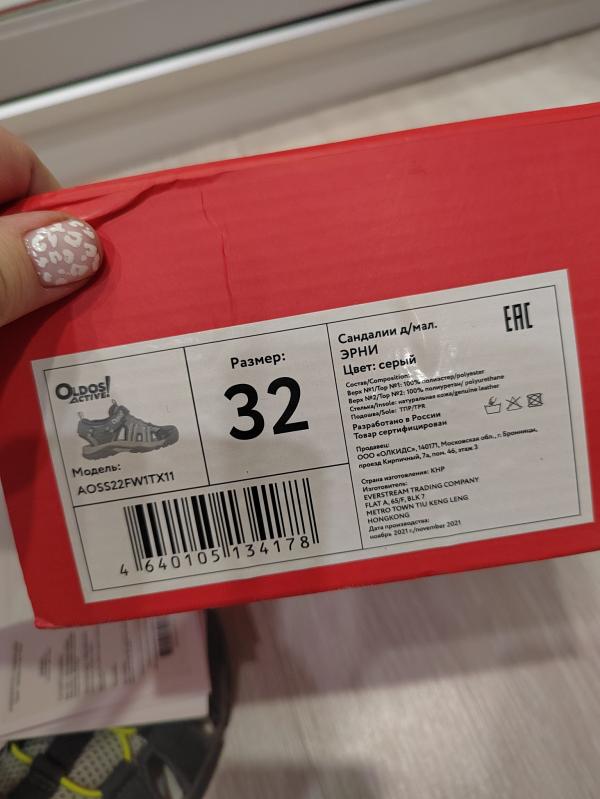 OLDOS!
ACTIVE!
Модель:
AOSS22FW1TX11
Размер:
32
4 640105 134178
Сандалии д/мал.
ЭРНИ
Цвет: серый
EAC
Состав/Composition:
Верх №1/Top №1: 100% полиэстер/polyester
Верх №2/Top №2: 100% полиуретан/ polyurethane
Стелька/Insole: натуральная кожа/genuine leather
Подошва/Sole: ТПР/TPR
Разработано в России
Товар сертифицирован
Продавец:
ООО «ОЛКИДС», 140171, Московская обл., г. Бронницы,
проезд Кирпичный, 7а, пом. 46, этаж 3
Страна изготовления: КНР
Изготовитель:
EVERSTREAM TRADING COMPANY
FLAT A, 65/F, BLK 7
METRO TOWN TIU KENG LENG
HONGKONG
Дата производства:
ноябрь 2021 г./november 2021